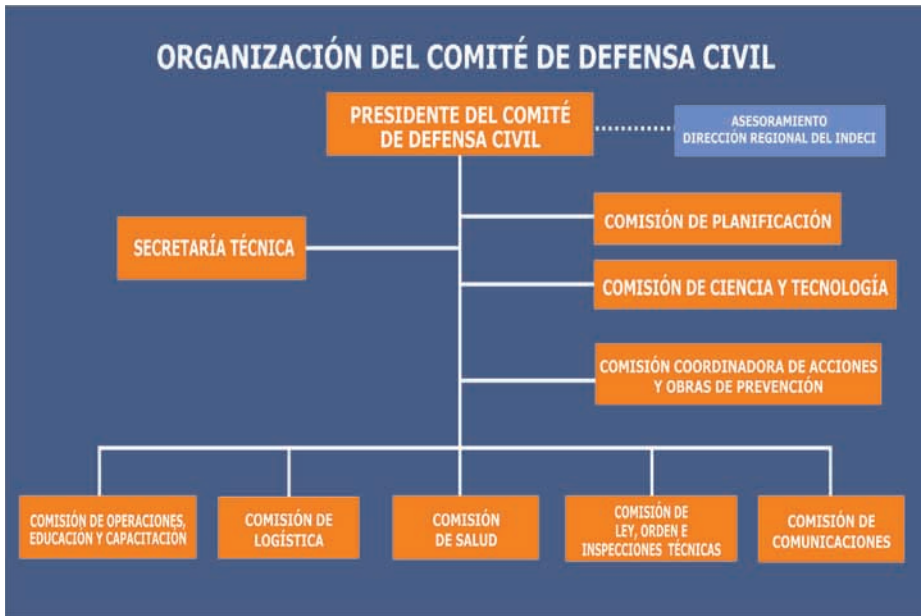 ORGANIZACIÓN DEL COMITÉ DE DEFENSA CIVIL
PRESIDENTE DEL COMITÉ
DE DEFENSA CIVIL
ASESORAMIENTO
DIRECCIÓN REGIONAL DEL INDECI
COMISIÓN DE PLANIFICACIÓN
SECRETARÍA TÉCNICA
COMISIÓN DE CIENCIA Y TECNOLOGÍA
COMISIÓN COORDINADORA DE ACCIONES
Y OBRAS DE PREVENCIÓN
COMISIÓN DE OPERACIONES,
EDUCACIÓN Y CAPACITACIÓN
COMISIÓN DE
LOGÍSTICA
COMISIÓN
DE SALUD
COMISIÓN DE
LEY, ORDEN E
INSPECCIONES TÉCNICAS
COMISIÓN DE
COMUNICACIONES